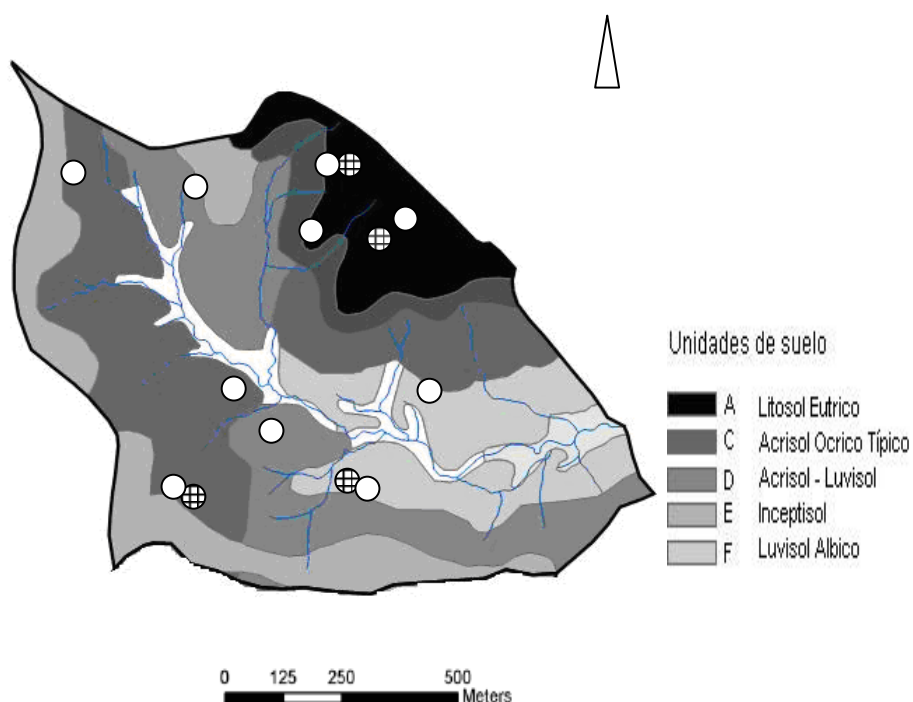 Unidades de suelo
A Litosol Eutrico
C Acrisol Ocrico Típico
D Acrisol - Luvisol
E Inceptisol
F Luvisol Albico
0 125 250 500
Meters